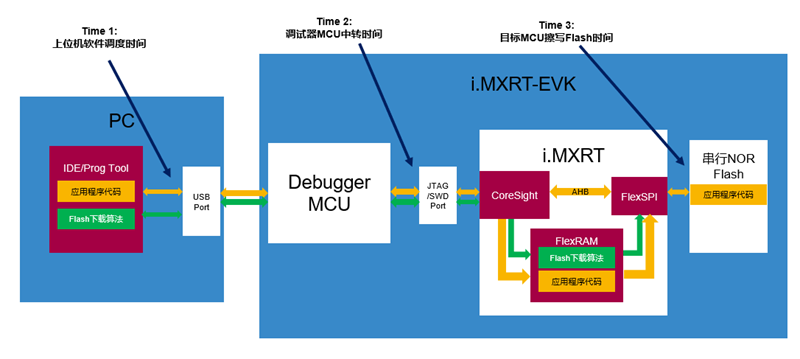 Time 1:
上位机软件调度时间
Time 2:
调试器MCU中转时间
Time 3:
目标MCU擦写Flash时间
PC
IDE/Prog Tool
应用程序代码
Flash下载算法
USB
Port
i.MXRT-EVK
Debugger
MCU
JTAG
/SWD
Port
i.MXRT
CoreSight
AHB
FlexSPI
FlexRAM
Flash下载算法
应用程序代码
串行NOR
Flash
应用程序代码